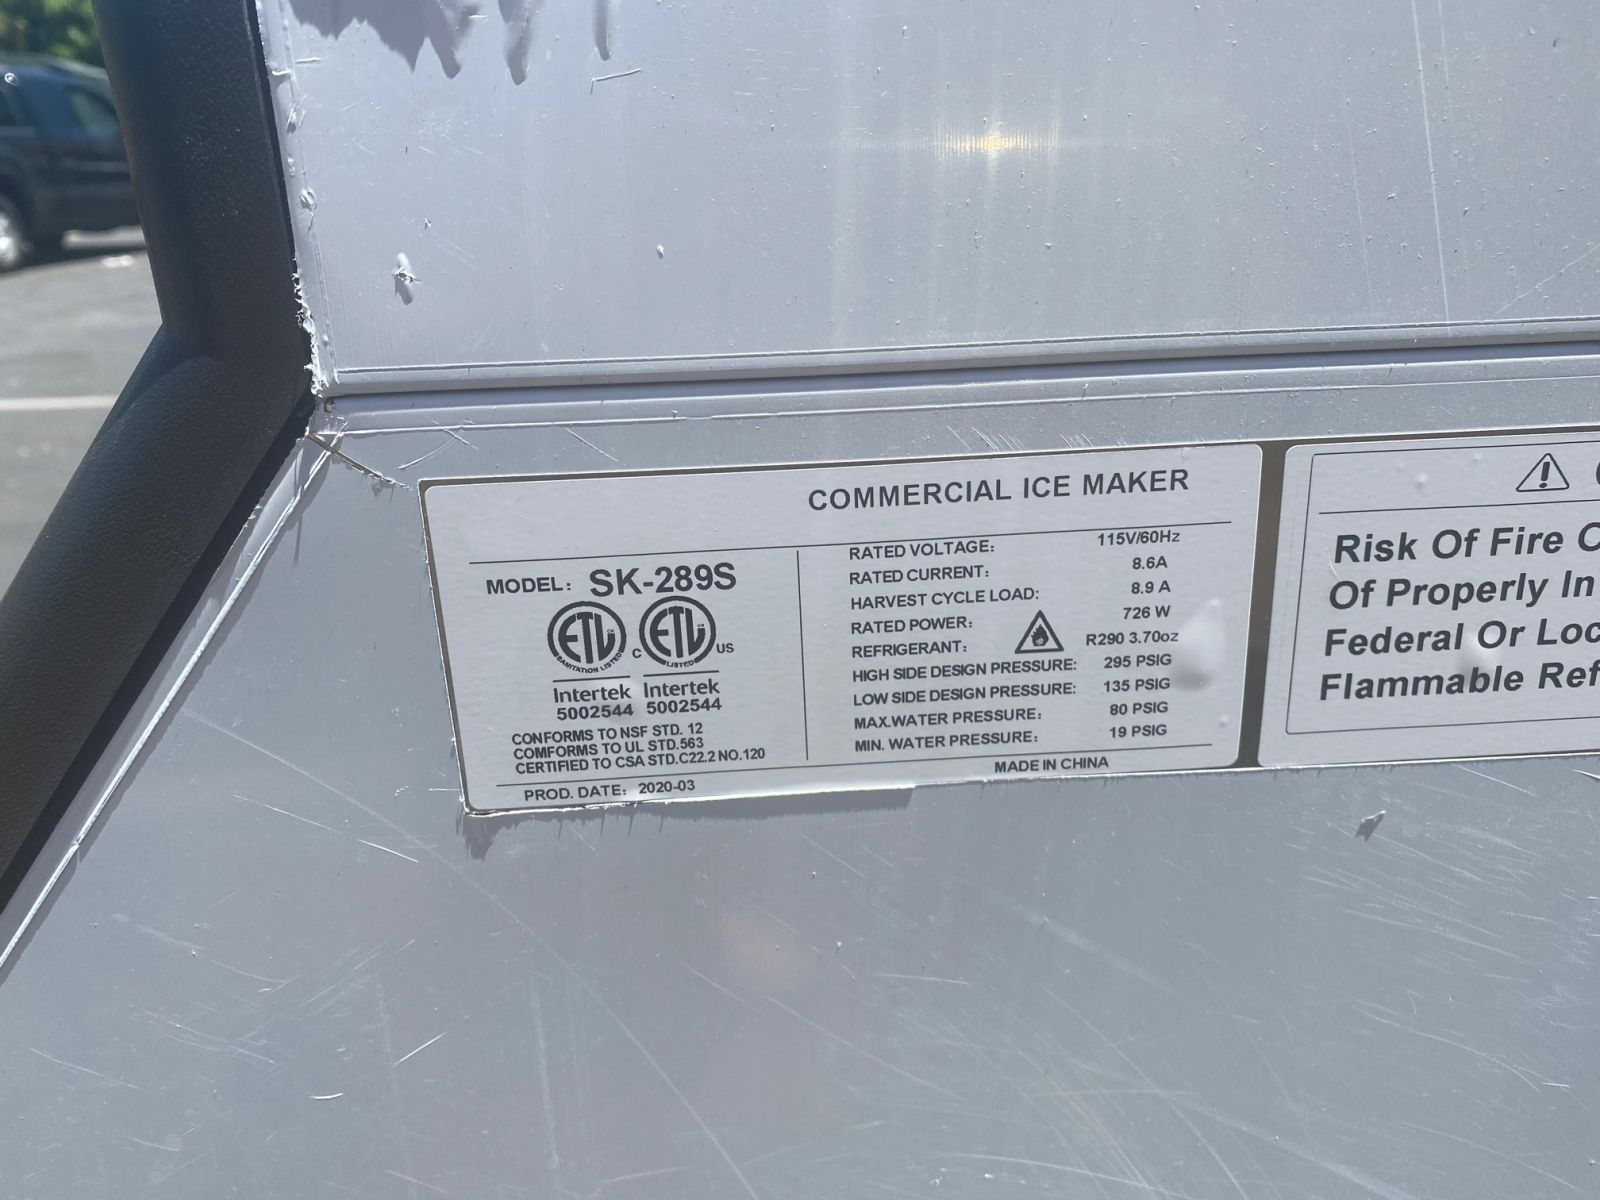 COMMERCIAL ICE MAKER
MODEL: SK-289S
ETL ETL
SANITATION LISTED C LISTED US
Intertek Intertek
5002544 5002544
CONFORMS TO NSF STD. 12
COMFORMS TO UL STD.563
CERTIFIED TO CSA STD.C22.2 NO.120
PROD. DATE: 2020-03
RATED VOLTAGE: 115V/60Hz
RATED CURRENT: 8.6A
HARVEST CYCLE LOAD: 8.9 A
RATED POWER: 726 W
REFRIGERANT: R290 3.70oz
HIGH SIDE DESIGN PRESSURE: 295 PSIG
LOW SIDE DESIGN PRESSURE: 135 PSIG
MAX.WATER PRESSURE: 80 PSIG
MIN. WATER PRESSURE: 19 PSIG
MADE IN CHINA
Risk Of Fire
Of Properly In
Federal Or Loc
Flammable Ref